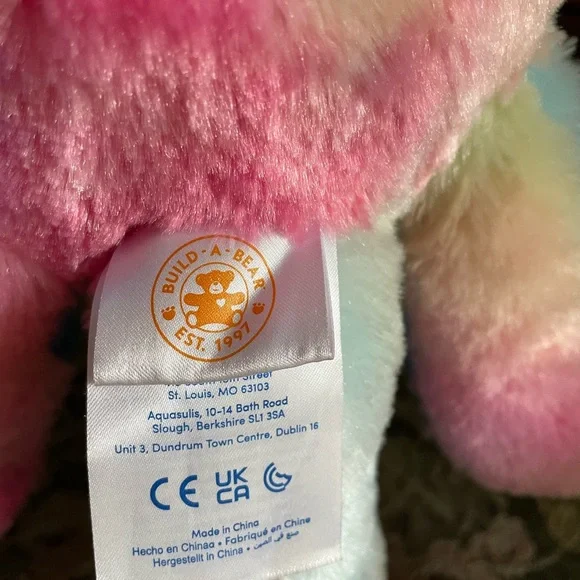 BUILD-A-BEAR
EST. 1997
Street
St. Louis, MO 63103
Aquasulis, 10-14 Bath Road
Slough, Berkshire SL1 3SA
Unit 3, Dundrum Town Centre, Dublin 16
CE UK
CA
Made in China
Hecho en Chinaa • Fabriqué en Chine
Hergestellt in China • صنع في الصين